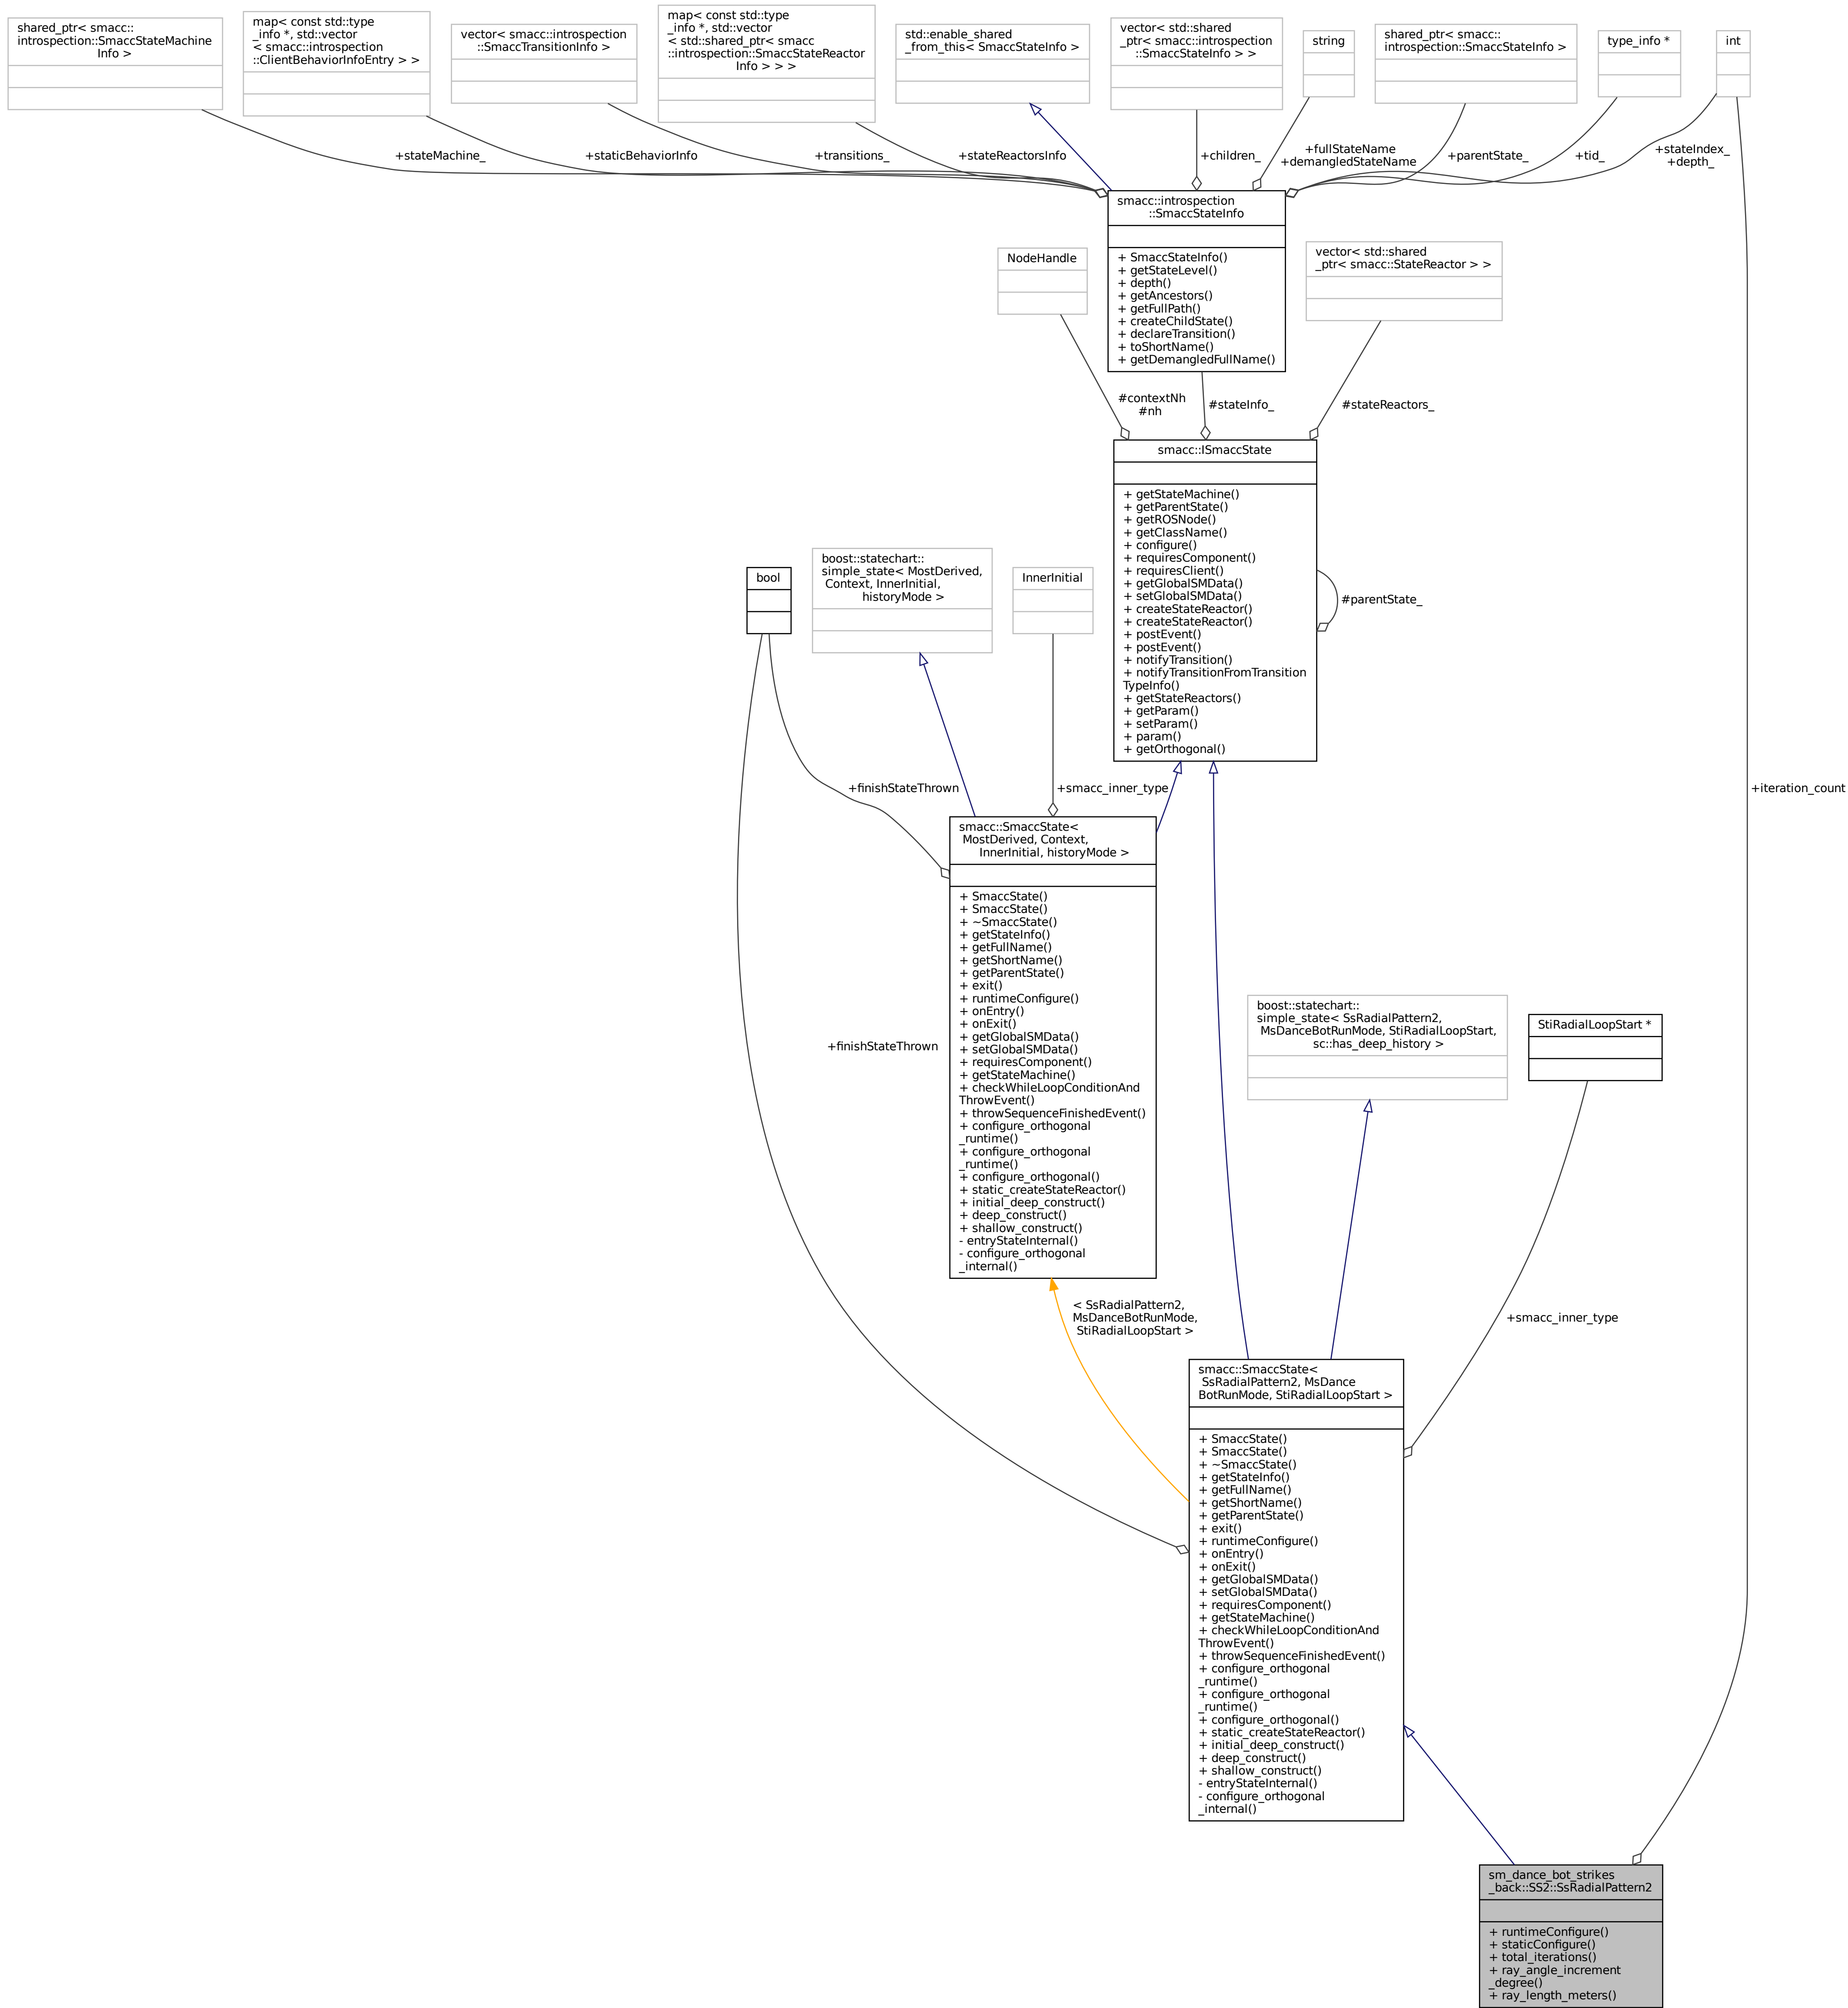 shared_ptr< smacc::
introspection::SmaccStateMachine
Info >
map< const std::type
_info *, std::vector
< smacc::introspection
::ClientBehaviorInfoEntry > >
vector< smacc::introspection
::SmaccTransitionInfo >
map< const std::type
_info *, std::vector
< std::shared_ptr< smacc
::introspection::SmaccStateReactor
Info > > >
std::enable_shared
_from_this< SmaccStateInfo >
vector< std::shared
_ptr< smacc::introspection
::SmaccStateInfo > >
string
shared_ptr< smacc::
introspection::SmaccStateInfo >
type_info *
int
+stateMachine_
+staticBehaviorInfo
+transitions_
+stateReactorsInfo
+children_
+fullStateName
+demangledStateName
+parentState_
+tid_
+stateIndex_
+depth_
smacc::introspection
::SmaccStateInfo
+ SmaccStateInfo()
+ getStateLevel()
+ depth()
+ getAncestors()
+ getFullPath()
+ createChildState()
+ declareTransition()
+ toShortName()
+ getDemangledFullName()
NodeHandle
vector< std::shared
_ptr< smacc::StateReactor > >
#contextNh
#nh
#stateInfo_
#stateReactors_
smacc::ISmaccState
+ getStateMachine()
+ getParentState()
+ getROSNode()
+ getClassName()
+ configure()
+ requiresComponent()
+ requiresClient()
+ getGlobalSMData()
+ setGlobalSMData()
+ createStateReactor()
+ createStateReactor()
+ postEvent()
+ postEvent()
+ notifyTransition()
+ notifyTransitionFromTransition
TypeInfo()
+ getStateReactors()
+ getParam()
+ setParam()
+ param()
+ getOrthogonal()
#parentState_
bool
boost::statechart::
simple_state< MostDerived,
Context, InnerInitial,
historyMode >
InnerInitial
+finishStateThrown
+smacc_inner_type
+iteration_count
smacc::SmaccState<
MostDerived, Context,
InnerInitial, historyMode >
+ SmaccState()
+ SmaccState()
+ ~SmaccState()
+ getStateInfo()
+ getFullName()
+ getShortName()
+ getParentState()
+ exit()
+ runtimeConfigure()
+ onEntry()
+ onExit()
+ getGlobalSMData()
+ setGlobalSMData()
+ requiresComponent()
+ getStateMachine()
+ checkWhileLoopConditionAnd
ThrowEvent()
+ throwSequenceFinishedEvent()
+ configure_orthogonal
_runtime()
+ configure_orthogonal
_runtime()
+ configure_orthogonal()
+ static_createStateReactor()
+ initial_deep_construct()
+ deep_construct()
+ shallow_construct()
- entryStateInternal()
- configure_orthogonal
_internal()
+finishStateThrown
boost::statechart::
simple_state< SsRadialPattern2,
MsDanceBotRunMode, StiRadialLoopStart,
sc::has_deep_history >
StiRadialLoopStart *
< SsRadialPattern2,
MsDanceBotRunMode,
StiRadialLoopStart >
+smacc_inner_type
smacc::SmaccState<
SsRadialPattern2, MsDance
BotRunMode, StiRadialLoopStart >
+ SmaccState()
+ SmaccState()
+ ~SmaccState()
+ getStateInfo()
+ getFullName()
+ getShortName()
+ getParentState()
+ exit()
+ runtimeConfigure()
+ onEntry()
+ onExit()
+ getGlobalSMData()
+ setGlobalSMData()
+ requiresComponent()
+ getStateMachine()
+ checkWhileLoopConditionAnd
ThrowEvent()
+ throwSequenceFinishedEvent()
+ configure_orthogonal
_runtime()
+ configure_orthogonal
_runtime()
+ configure_orthogonal()
+ static_createStateReactor()
+ initial_deep_construct()
+ deep_construct()
+ shallow_construct()
- entryStateInternal()
- configure_orthogonal
_internal()
sm_dance_bot_strikes
_back::SS2::SsRadialPattern2
+ runtimeConfigure()
+ staticConfigure()
+ total_iterations()
+ ray_angle_increment
_degree()
+ ray_length_meters()